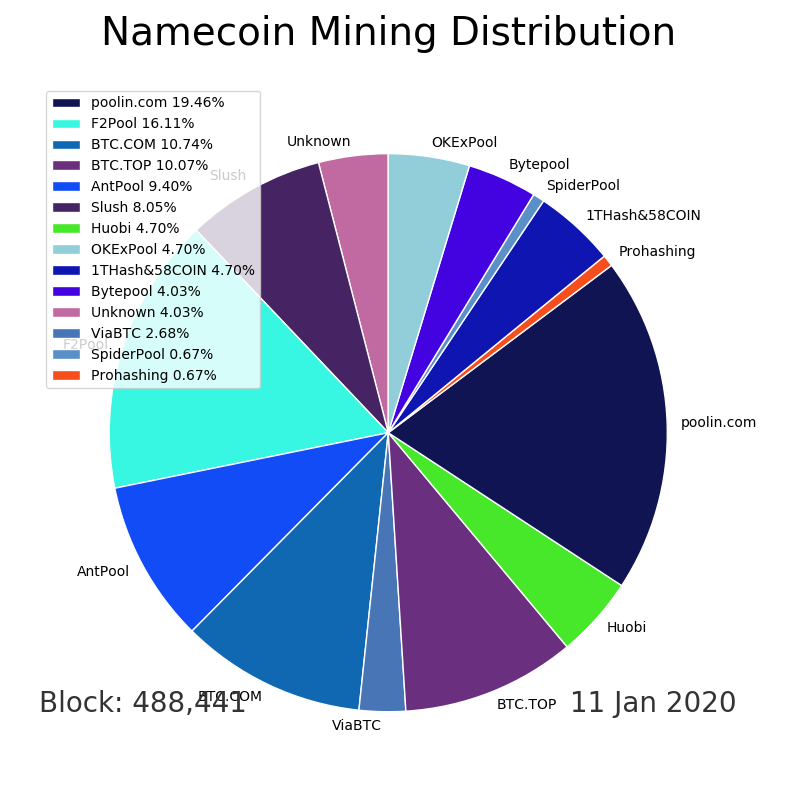 Namecoin Mining Distribution
poolin.com 19.46%
F2Pool 16.11%
BTC.COM 10.74%
BTC.TOP 10.07%
AntPool 9.40%
Slush 8.05%
Huobi 4.70%
OKExPool 4.70%
1THash&58COIN 4.70%
Bytepool 4.03%
Unknown 4.03%
ViaBTC 2.68%
SpiderPool 0.67%
Prohashing 0.67%
Unknown
OKExPool
Bytepool
SpiderPool
1THash&58COIN
Prohashing
Slush
F2Pool
poolin.com
AntPool
Huobi
BTC.COM
BTC.TOP
ViaBTC
Block: 488,441
11 Jan 2020